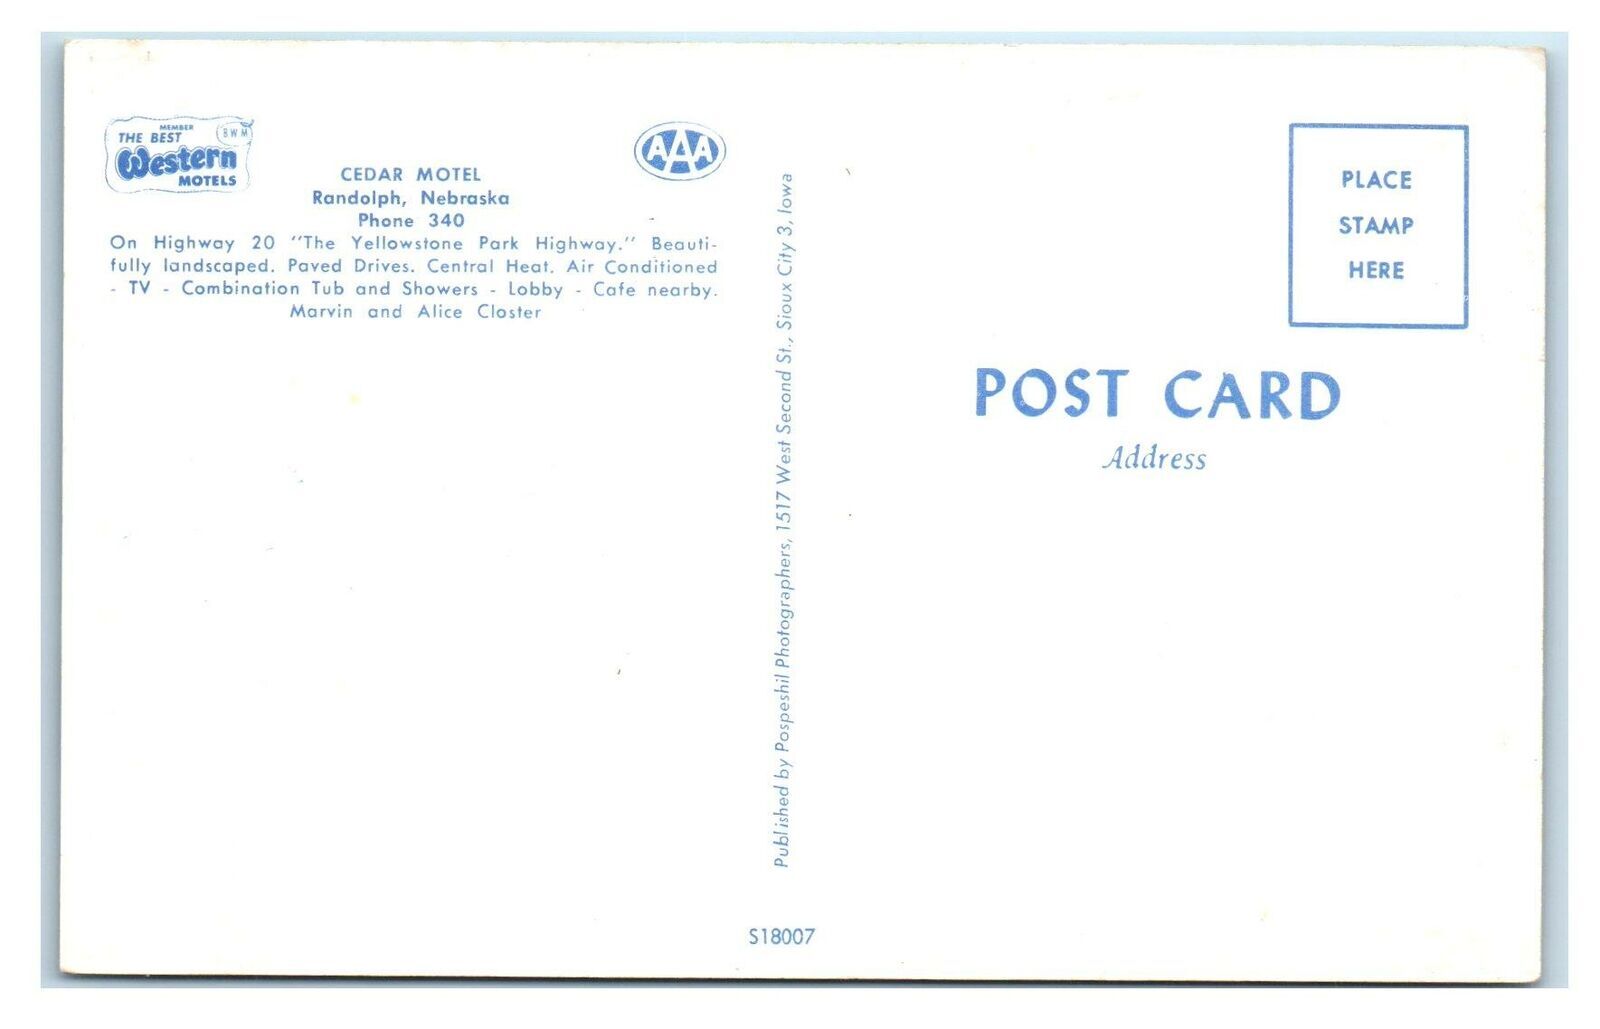 MEMBER
THE BEST
Western
MOTELS
BWM
AAA
CEDAR MOTEL
Randolph, Nebraska
Phone 340
On Highway 20 "The Yellowstone Park Highway." Beauti-
fully landscaped. Paved Drives. Central Heat. Air Conditioned
- TV - Combination Tub and Showers - Lobby - Cafe nearby.
Marvin and Alice Closter
Published by Pospeshil Photographers, 1517 West Second St., Sioux City 3, Iowa
S18007
PLACE
STAMP
HERE
POST CARD
Address